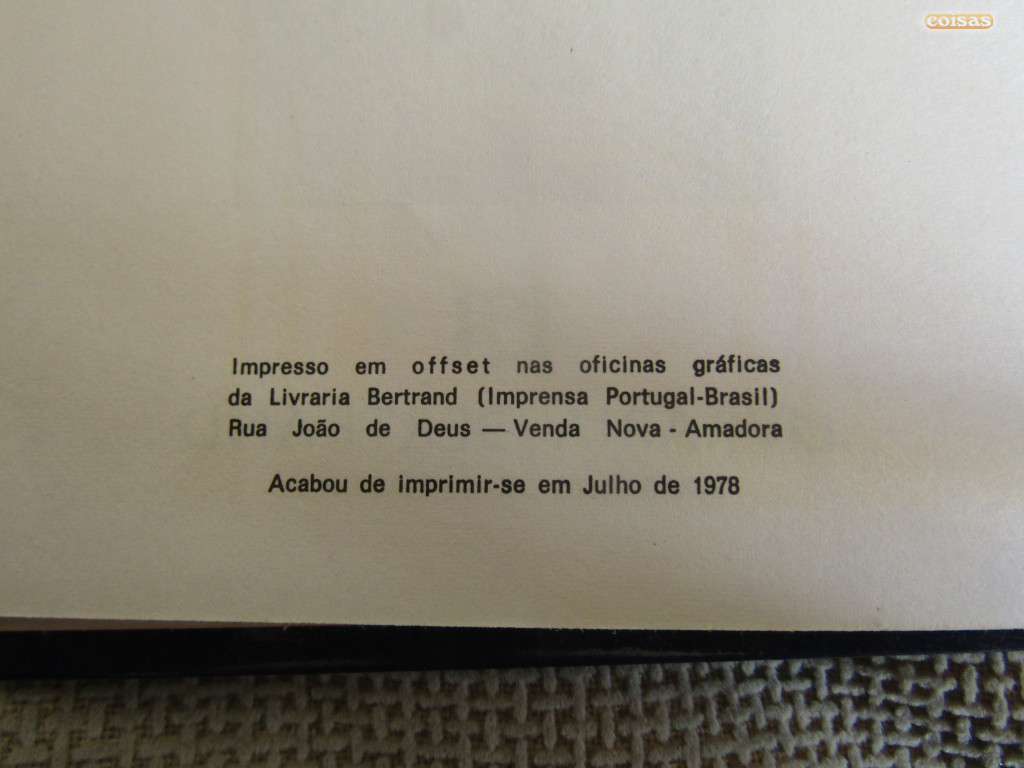 coisas
Impresso em offset nas oficinas gráficas
da Livraria Bertrand (Imprensa Portugal-Brasil)
Rua João de Deus — Venda Nova - Amadora
Acabou de imprimir-se em Julho de 1978